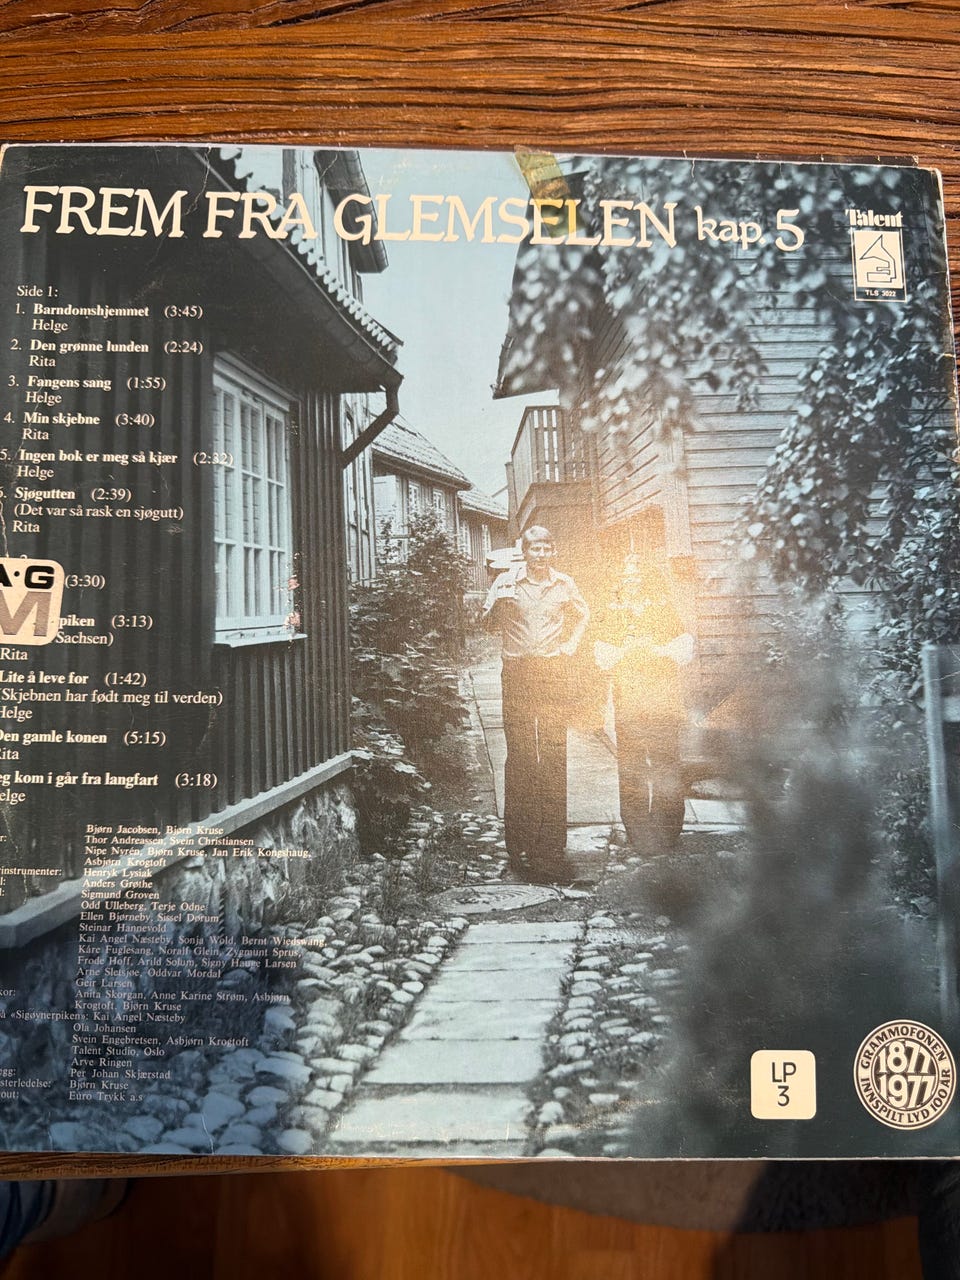 FREM FRA GLEMSELEN kap. 5
Talent
TLS 3022
Side 1:
1. Barndomshjemmet (3:45)
Helge
2. Den grønne lunden (2:24)
Rita
3. Fangens sang (1:55)
Helge
4. Min skjebne (3:40)
Rita
5. Ingen bok er meg så kjær (2:32)
Helge
6. Sjøgutten (2:39)
(Det var så rask en sjøgutt)
Rita
A·G
M
(3:30)
piken (3:13)
Sachsen)
Rita
Lite å leve for (1:42)
(Skjebnen har født meg til verden)
Helge
Den gamle konen (5:15)
Rita
eg kom i går fra langfart (3:18)
elge
Bjørn Jacobsen, Bjørn Kruse
r: Thor Andreassen, Svein Christiansen
Nipe Nyrén, Bjørn Kruse, Jan Erik Kongshaug,
Asbjørn Krogtoft
instrumenter: Henryk Lysiak
l: Anders Grøthe
d: Sigmund Groven
Odd Ulleberg, Terje Odne
Ellen Bjørneby, Sissel Dørum
Steinar Hannevold
Kai Angel Næsteby, Sonja Wold, Bernt Wiedswang,
Kåre Fuglesang, Noralf Glein, Zygmunt Sprus,
Frode Hoff, Arild Solum, Signy Hauge Larsen
Arne Sletsjøe, Oddvar Mordal
Geir Larsen
kor: Anita Skorgan, Anne Karine Strøm, Asbjørn
Krogtoft, Bjørn Kruse
å «Sigøynerpiken»: Kai Angel Næsteby
Ola Johansen
Svein Engebretsen, Asbjørn Krogtoft
Talent Studio, Oslo
Arve Ringen
egg: Per Johan Skjærstad
sterledelse: Bjørn Kruse
out: Euro Trykk a.s
LP
3
GRAMMOFONEN
1877
1977
INNSPILT LYD 100 ÅR